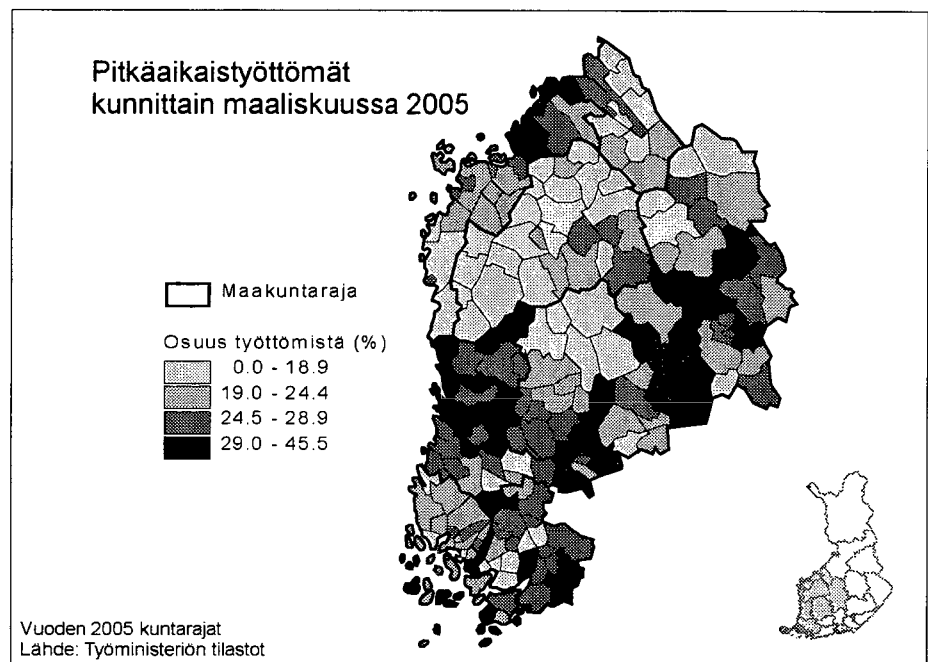 Pitkäaikaistyöttömät
kunnittain maaliskuussa 2005
Maakuntaraja
Osuus työttömistä (%)
0.0 - 18.9
19.0 - 24.4
24.5 - 28.9
29.0 - 45.5
Vuoden 2005 kuntarajat
Lähde: Työministeriön tilastot